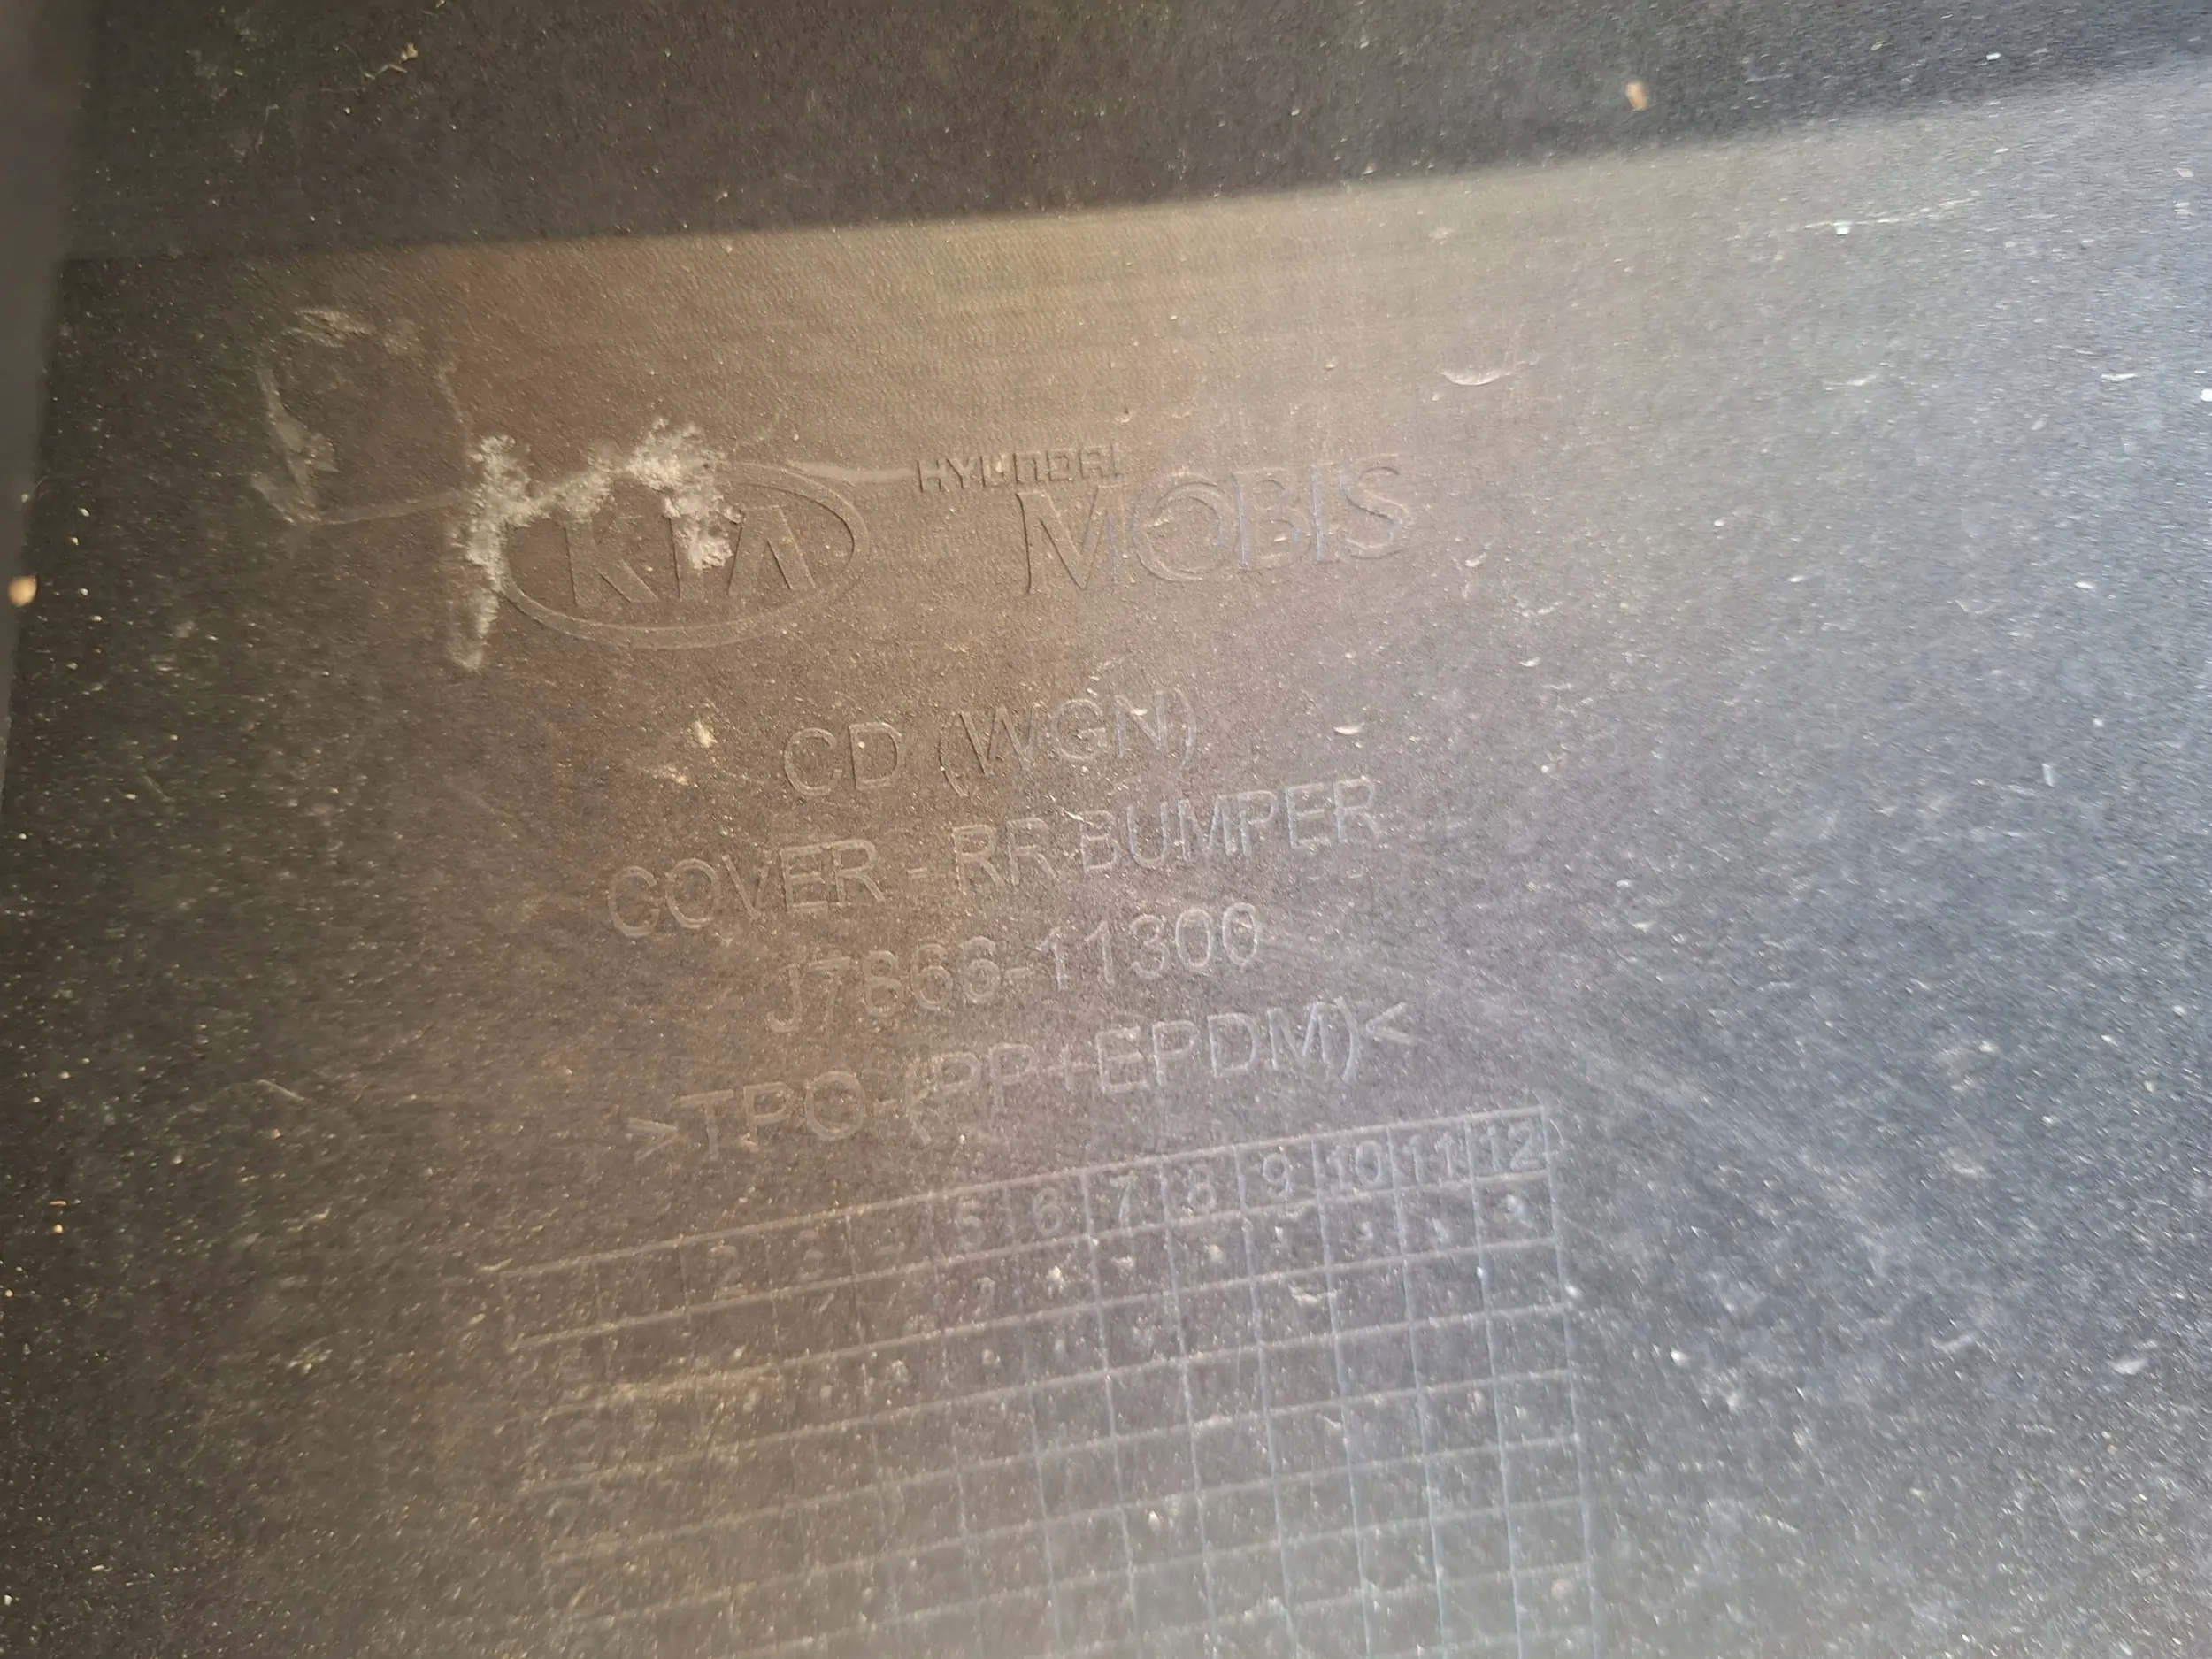 KIA HYUNDAI MOBIS
CD (WGN)
COVER - RR BUMPER
J7866-11300
>TPO-(PP+EPDM)<
2 5 6 7 8 9 10 11 12